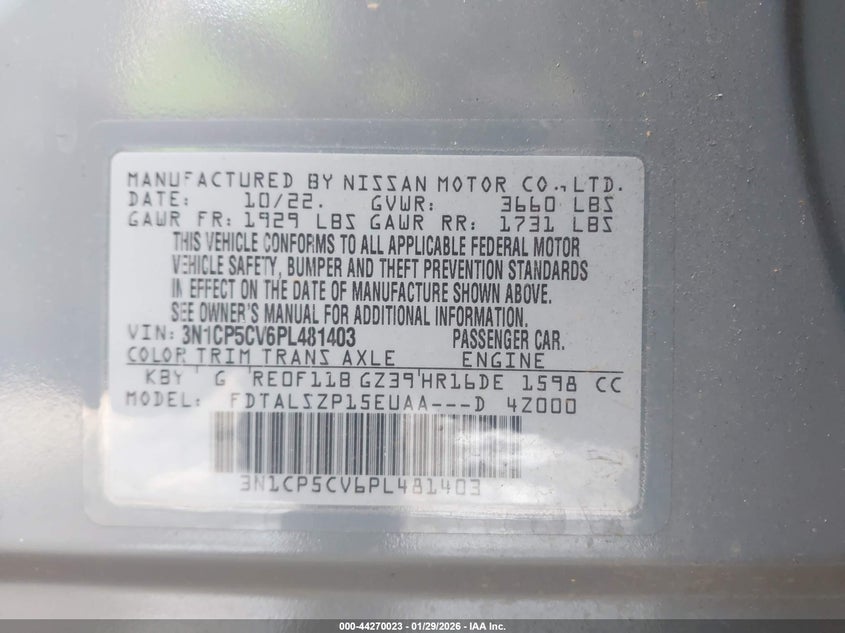 MANUFACTURED BY NISSAN MOTOR CO., LTD.
DATE: 10/22. GVWR: 3660 LBS
GAWR FR: 1929 LBS GAWR RR: 1731 LBS
THIS VEHICLE CONFORMS TO ALL APPLICABLE FEDERAL MOTOR
VEHICLE SAFETY, BUMPER AND THEFT PREVENTION STANDARDS
IN EFFECT ON THE DATE OF MANUFACTURE SHOWN ABOVE.
SEE OWNER'S MANUAL FOR ADDITIONAL INFORMATION.
VIN: 3N1CP5CV6PL481403 PASSENGER CAR.
COLOR TRIM TRANS AXLE ENGINE
KBY G RE0F11B GZ39 HR16DE 1598 CC
MODEL: FDTALSZP15EUAA---D 4Z000
3N1CP5CV6PL481403
000-44270023 | 01/29/2026 - IAA Inc.